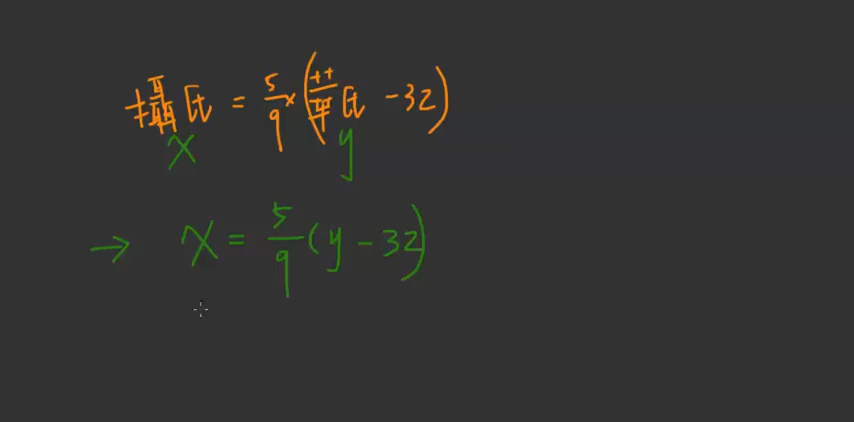 攝氏 = 5/9 × (華氏 - 32)
x y
→ x = 5/9 (y - 32)